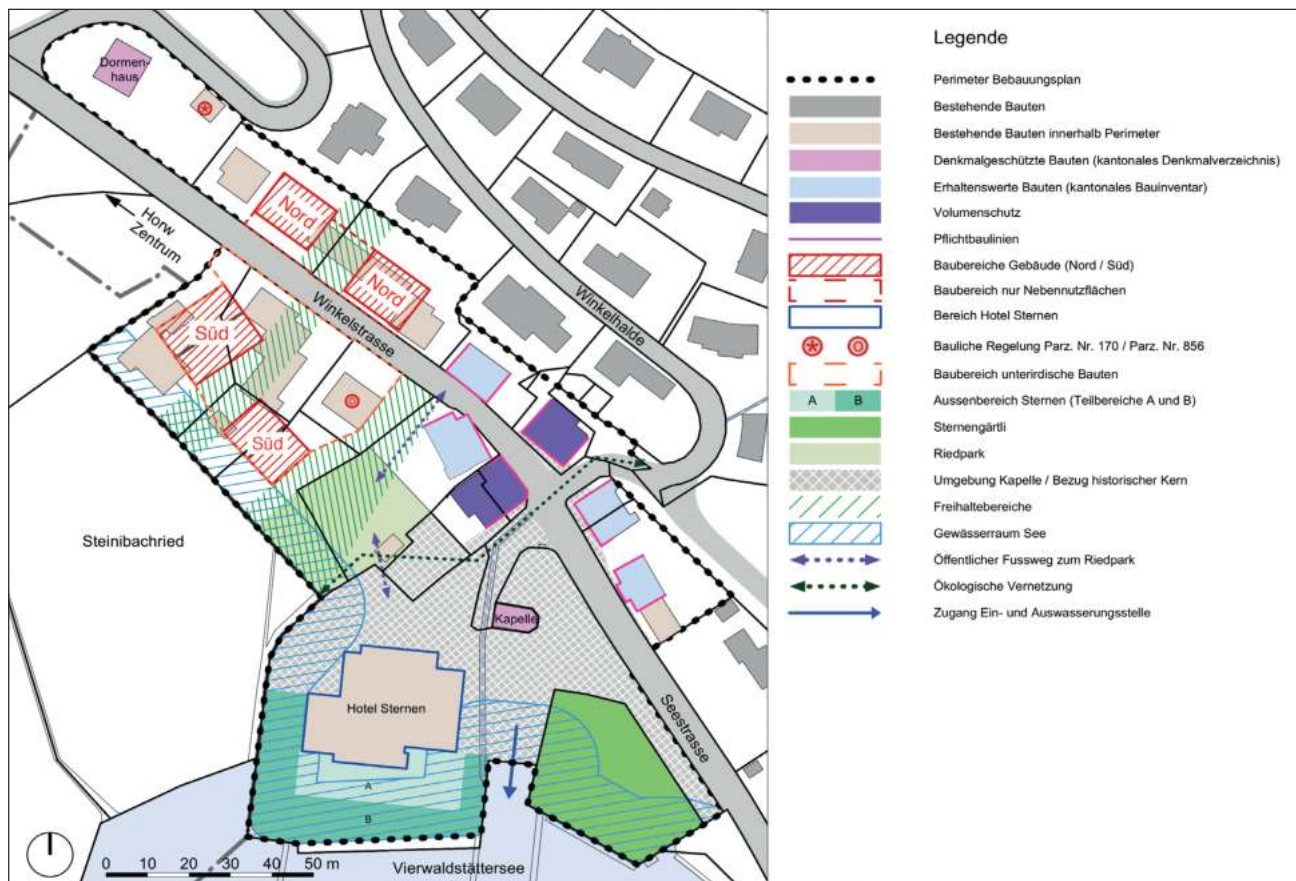 Dormen-
haus
Nord
Nord
Horw
Zentrum
Winkelstrasse
Winkelhalde
Süd
Süd
Steinibachried
Kapelle
Hotel Sternen
Seestrasse
A
B
0 10 20 30 40 50 m
Vierwaldstättersee
Legende
Perimeter Bebauungsplan
Bestehende Bauten
Bestehende Bauten innerhalb Perimeter
Denkmalgeschützte Bauten (kantonales Denkmalverzeichnis)
Erhaltenswerte Bauten (kantonales Bauinventar)
Volumenschutz
Pflichtbaulinien
Baubereiche Gebäude (Nord / Süd)
Baubereich nur Nebennutzflächen
Bereich Hotel Sternen
Bauliche Regelung Parz. Nr. 170 / Parz. Nr. 856
Baubereich unterirdische Bauten
A B Aussenbereich Sternen (Teilbereiche A und B)
Sternengärtli
Riedpark
Umgebung Kapelle / Bezug historischer Kern
Freihaltebereiche
Gewässerraum See
Öffentlicher Fussweg zum Riedpark
Ökologische Vernetzung
Zugang Ein- und Auswasserungsstelle